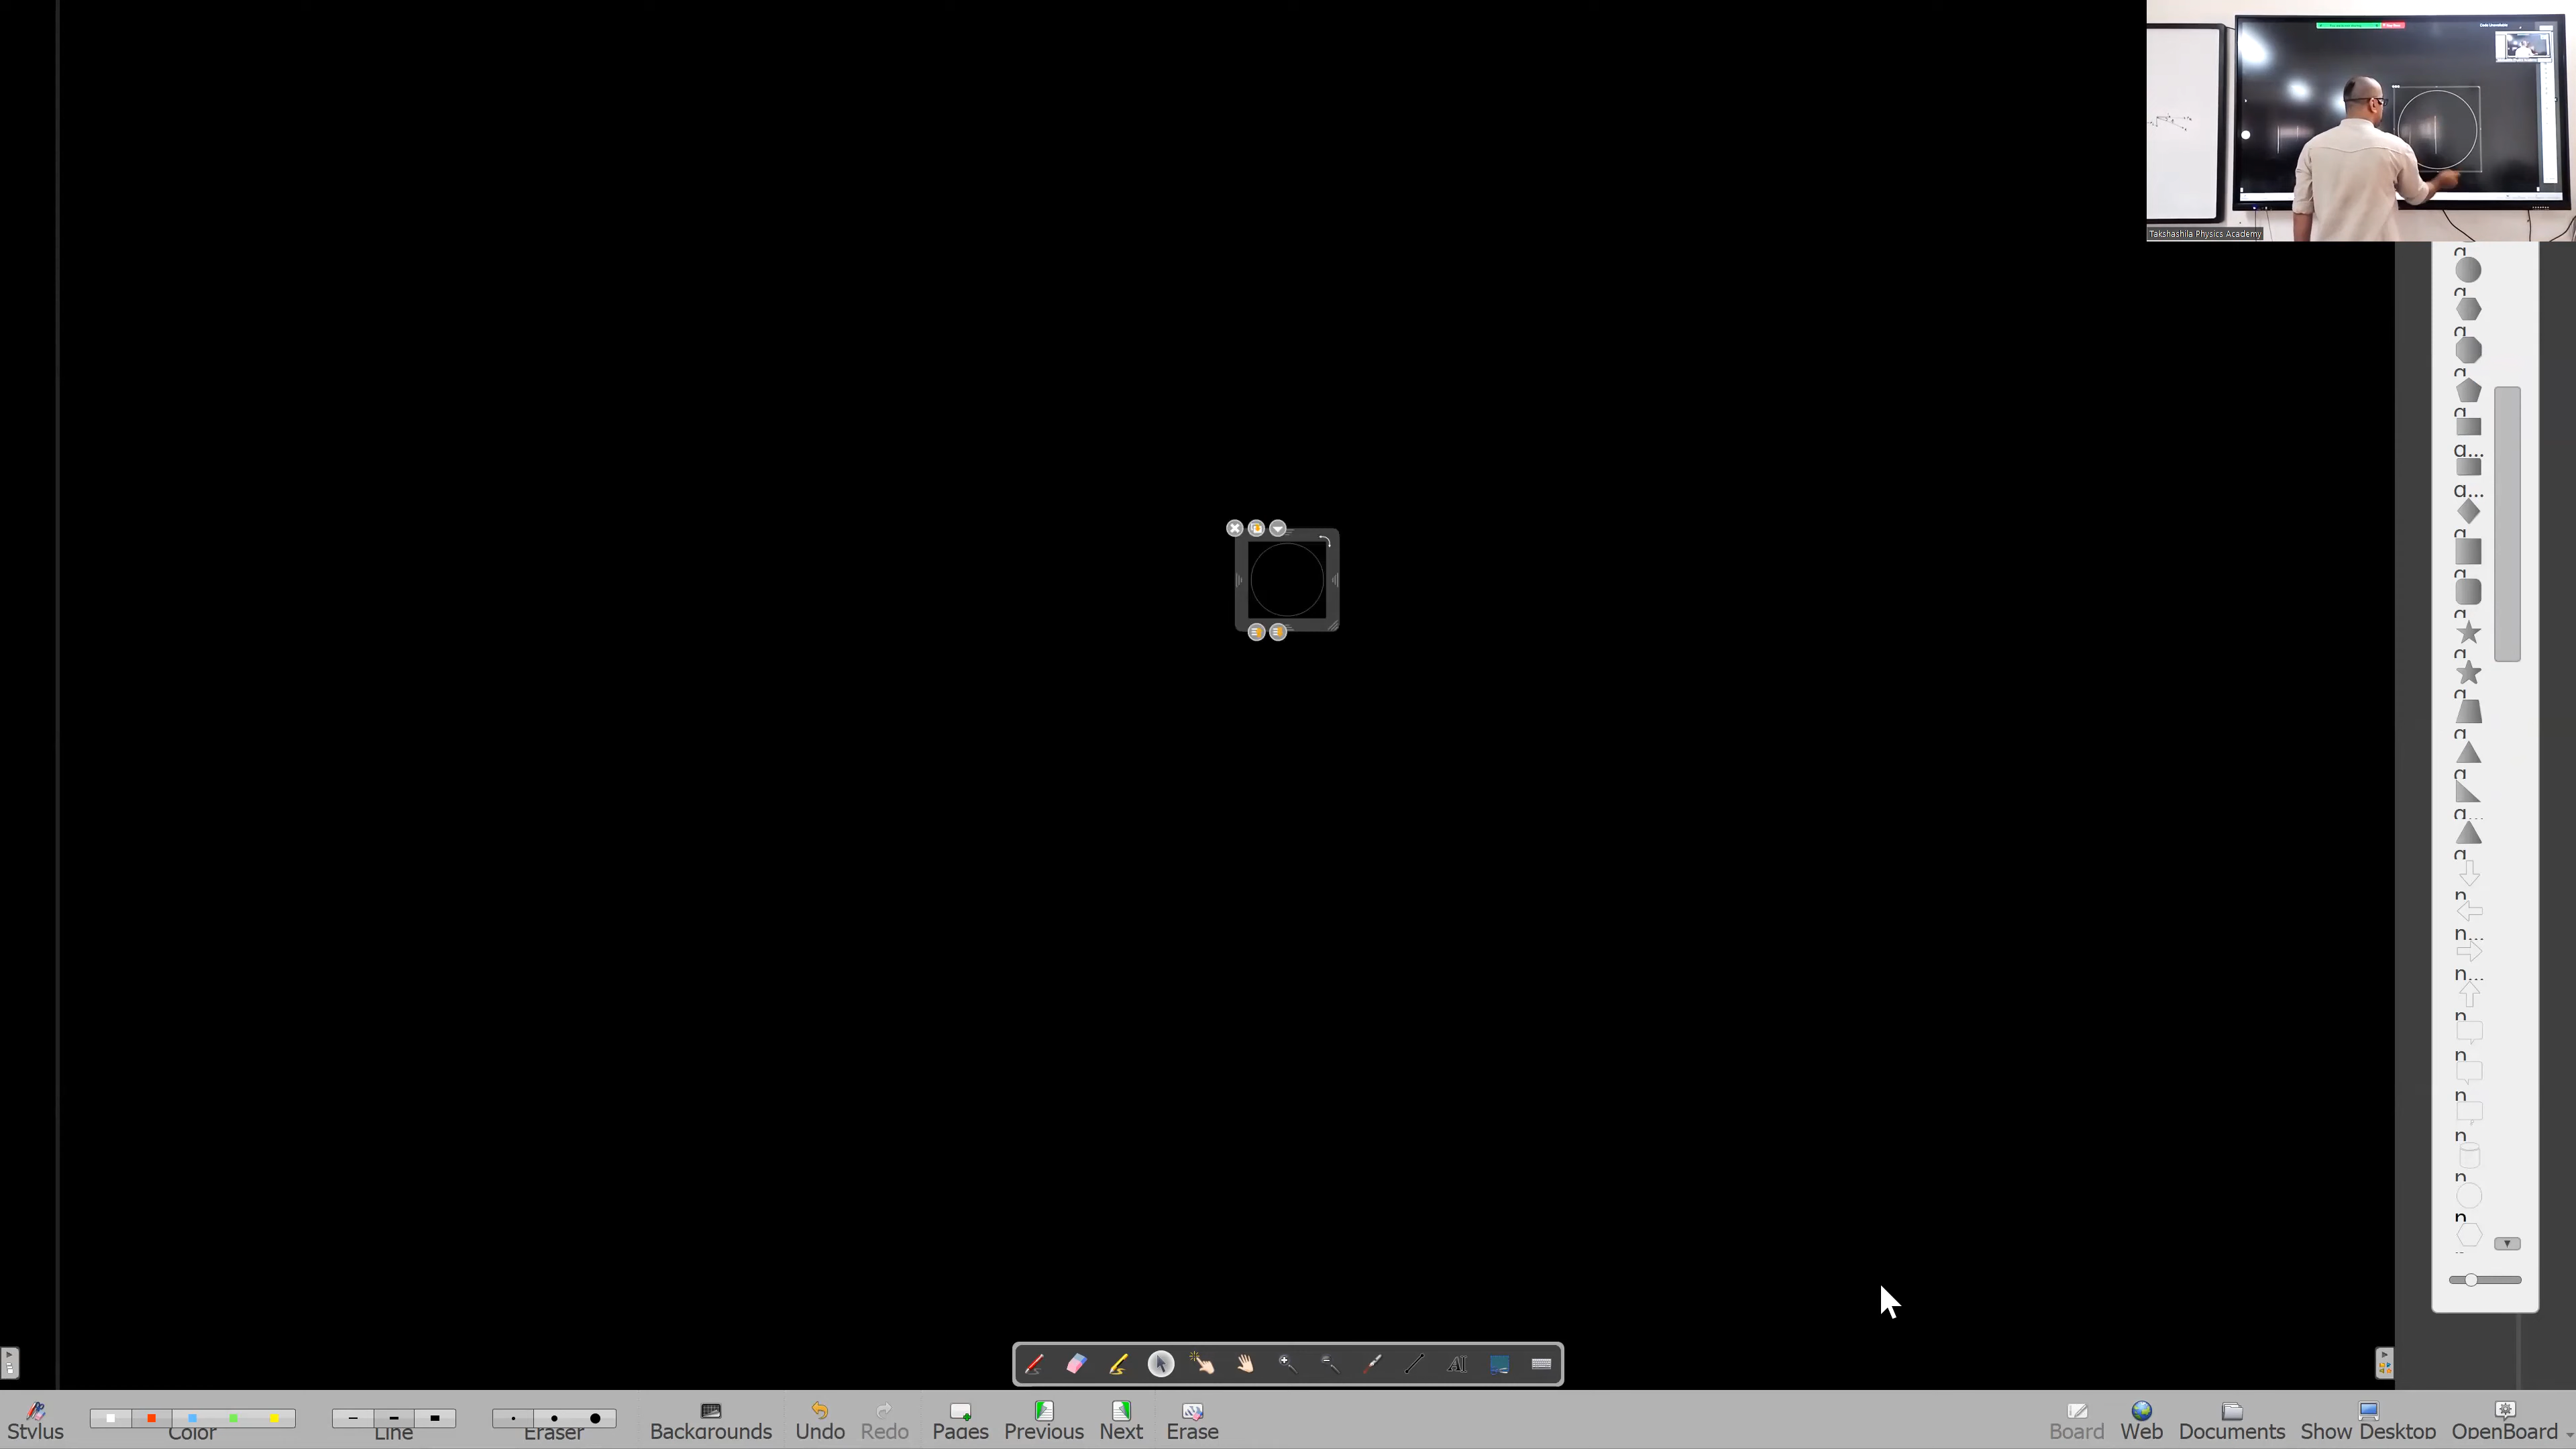 Takshashila Physics Academy
AI
Stylus
Color
Line
Eraser
Backgrounds
Undo
Redo
Pages
Previous
Next
Erase
Board
Web
Documents
Show Desktop
OpenBoard